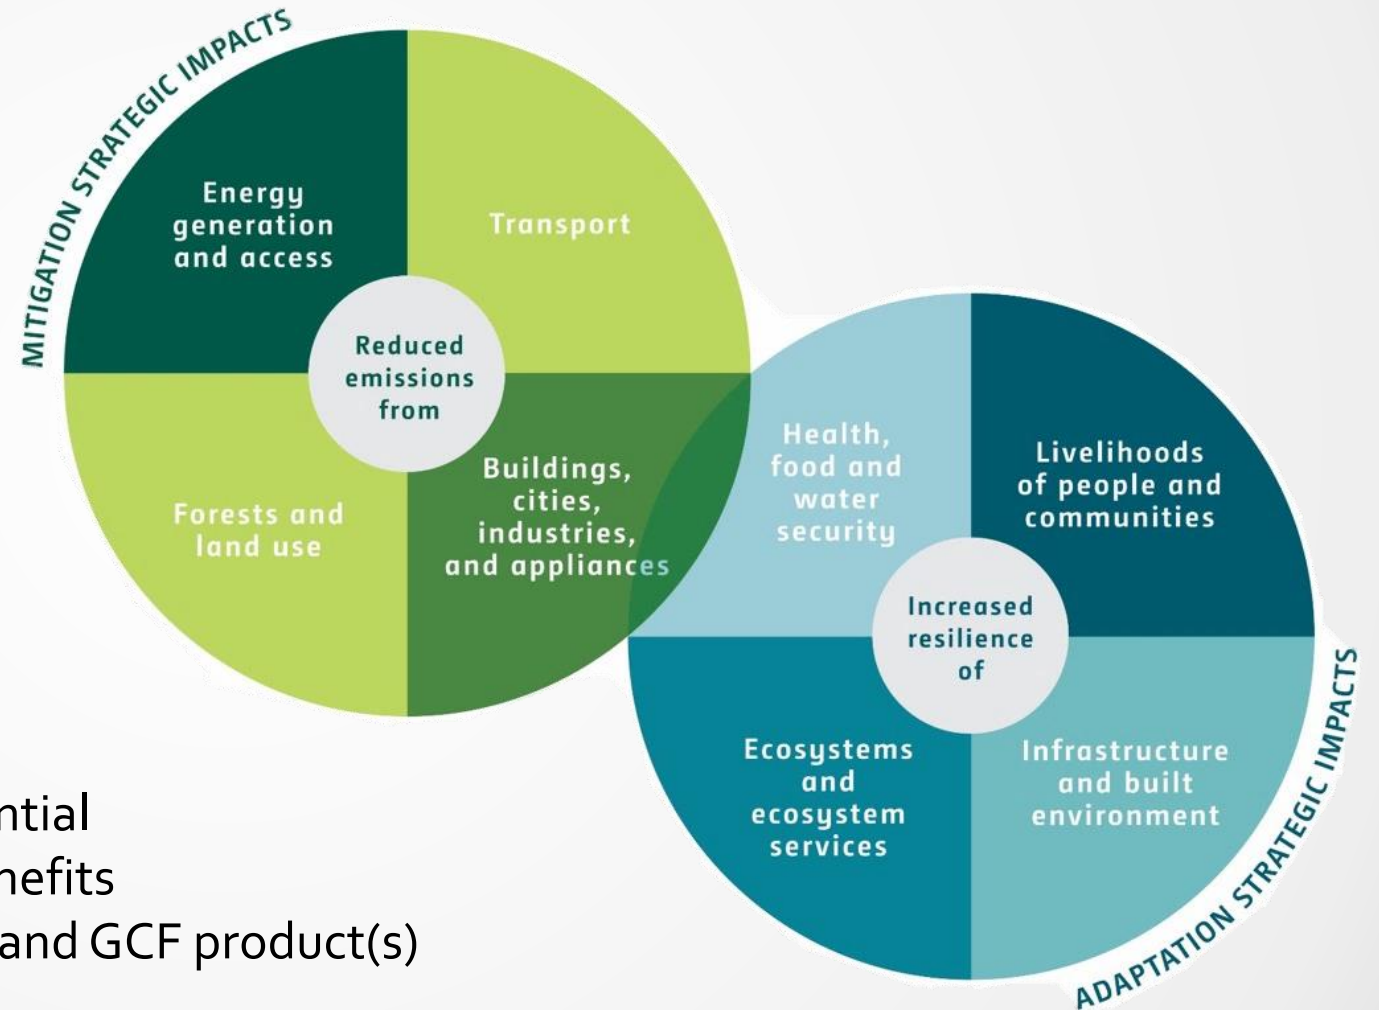 MITIGATION STRATEGIC IMPACTS
Energy
generation
and access
Transport
Reduced
emissions
from
Forests and
land use
Buildings,
cities,
industries,
and appliances
Health,
food and
water
security
Livelihoods
of people and
communities
Increased
resilience
of
Ecosystems
and
ecosystem
services
Infrastructure
and built
environment
ADAPTATION STRATEGIC IMPACTS
ntial
nefits
and GCF product(s)